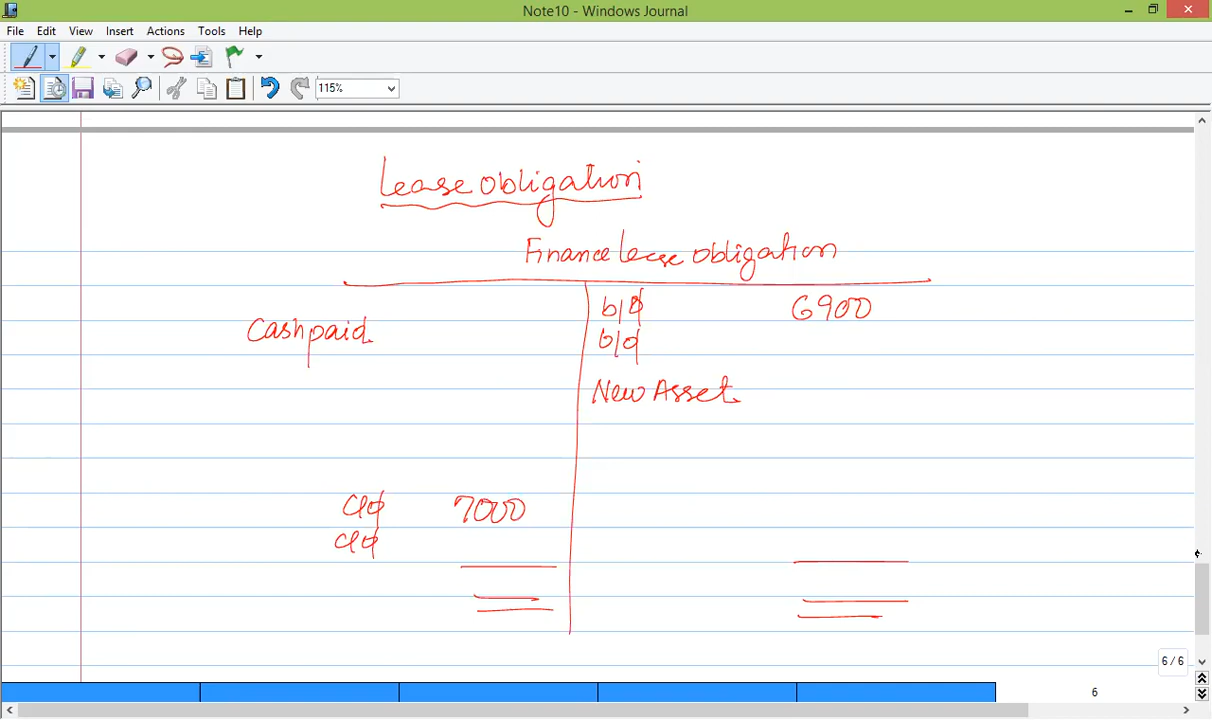 Note10 - Windows Journal
File Edit View Insert Actions Tools Help
115%
Lease obligation
Finance lease obligation
b/d 6900
Cash paid
b/d
New Asset
c/d 7000
c/d
6 / 6
6